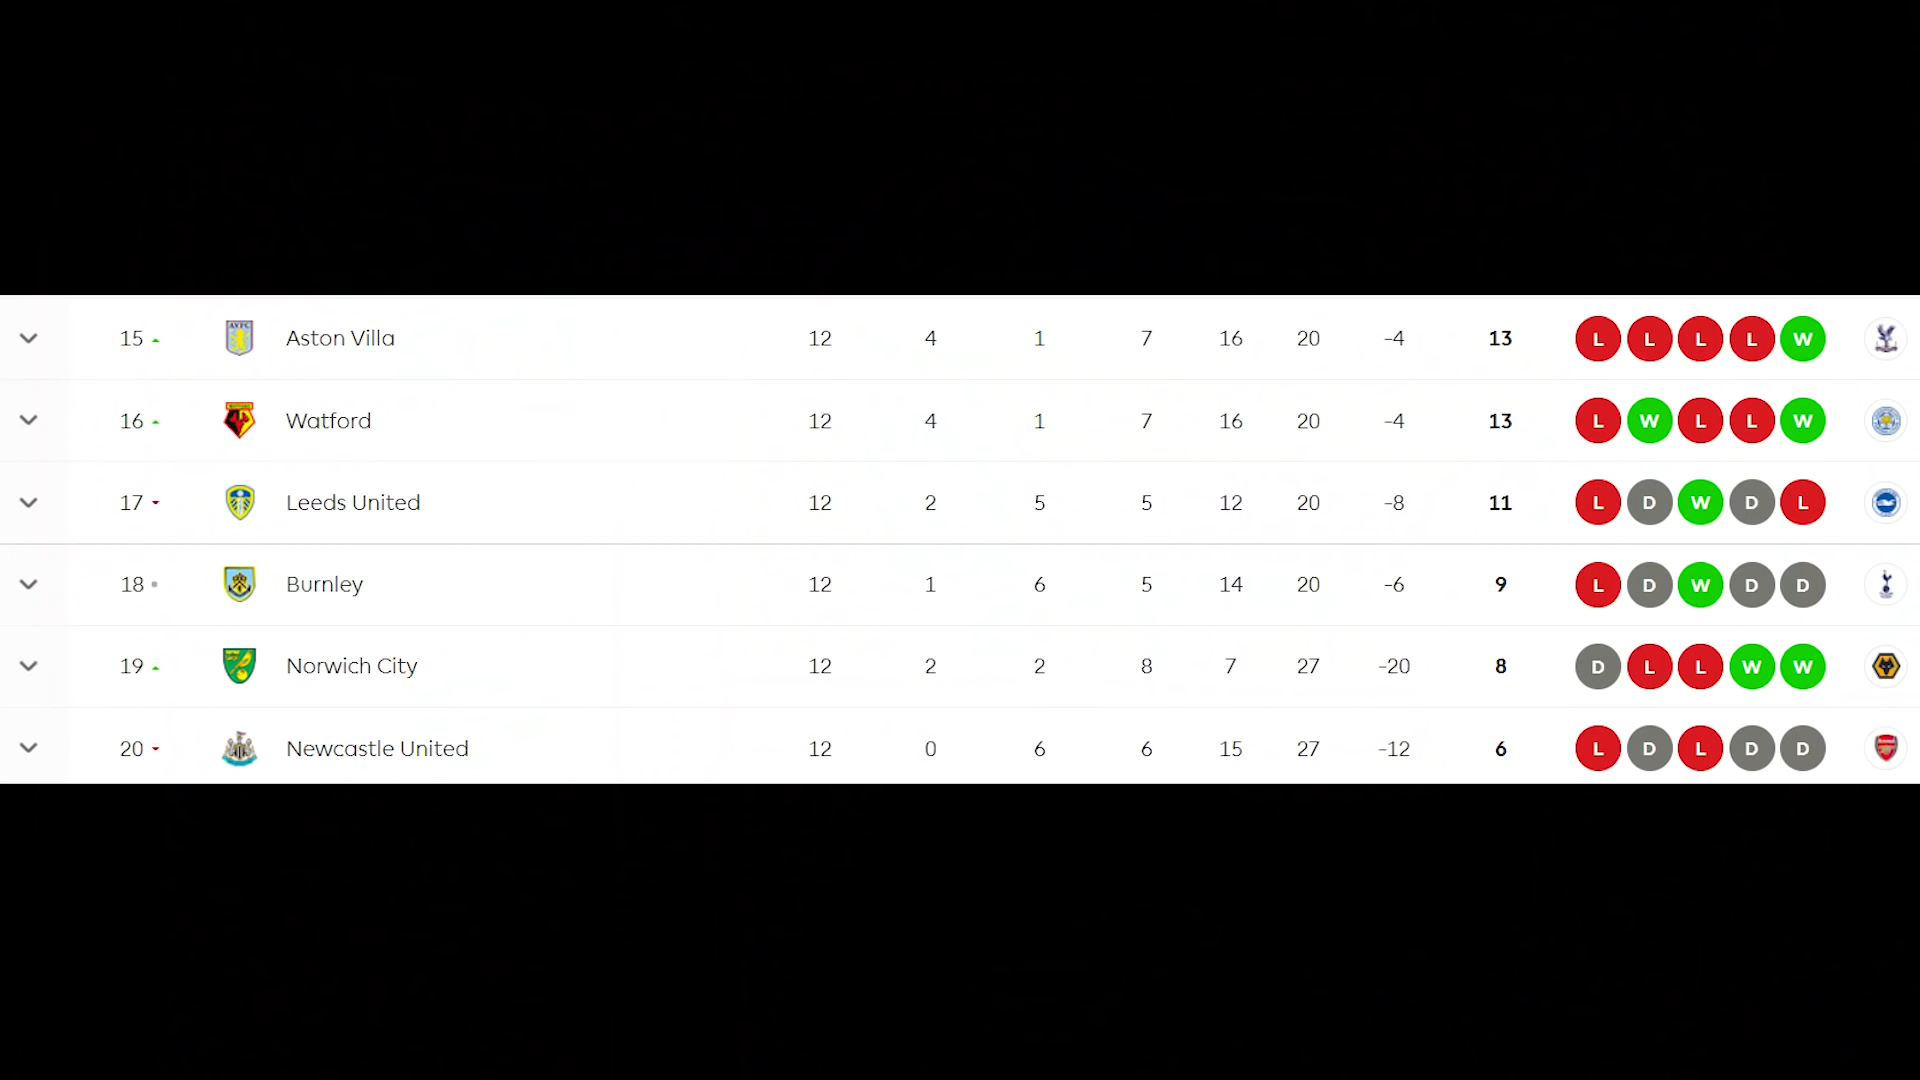 15 Aston Villa 12 4 1 7 16 20 -4 13 L L L L W
16 Watford 12 4 1 7 16 20 -4 13 L W L L W
17 Leeds United 12 2 5 5 12 20 -8 11 L D W D L
18 Burnley 12 1 6 5 14 20 -6 9 L D W D D
19 Norwich City 12 2 2 8 7 27 -20 8 D L L W W
20 Newcastle United 12 0 6 6 15 27 -12 6 L D L D D